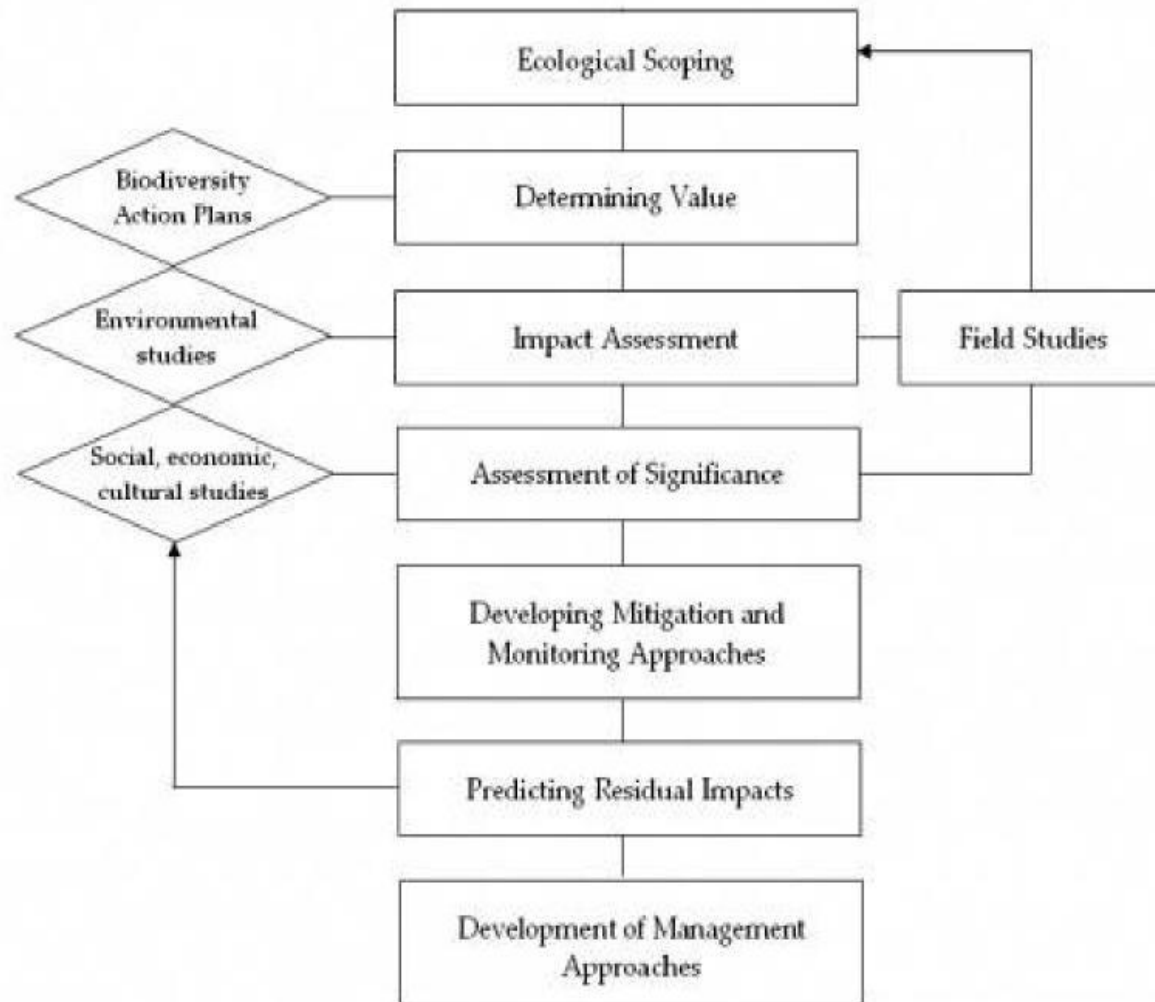 Ecological Scoping
Biodiversity
Action Plans
Determining Value
Environmental
studies
Impact Assessment
Field Studies
Social, economic,
cultural studies
Assessment of Significance
Developing Mitigation and
Monitoring Approaches
Predicting Residual Impacts
Development of Management
Approaches